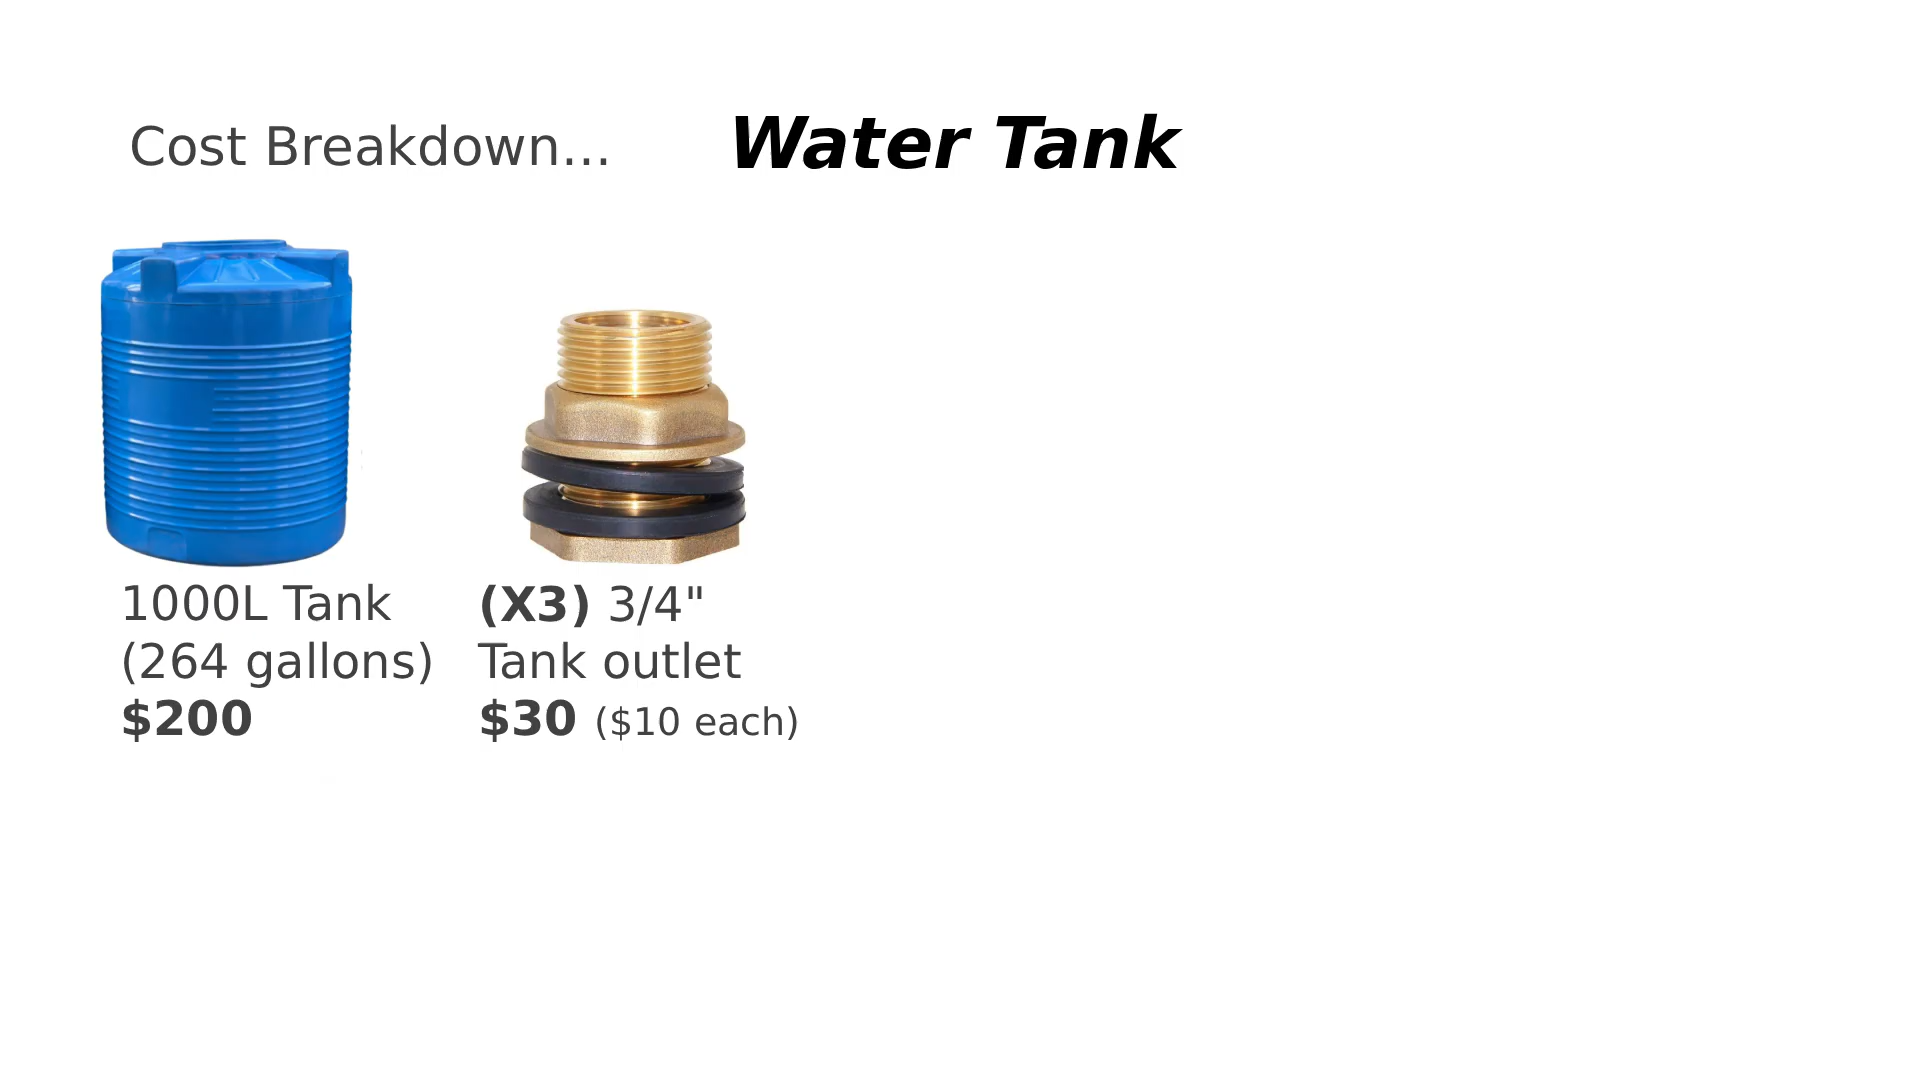 Cost Breakdown...
Water Tank
1000L Tank
(264 gallons)
$200
(X3) 3/4"
Tank outlet
$30 ($10 each)